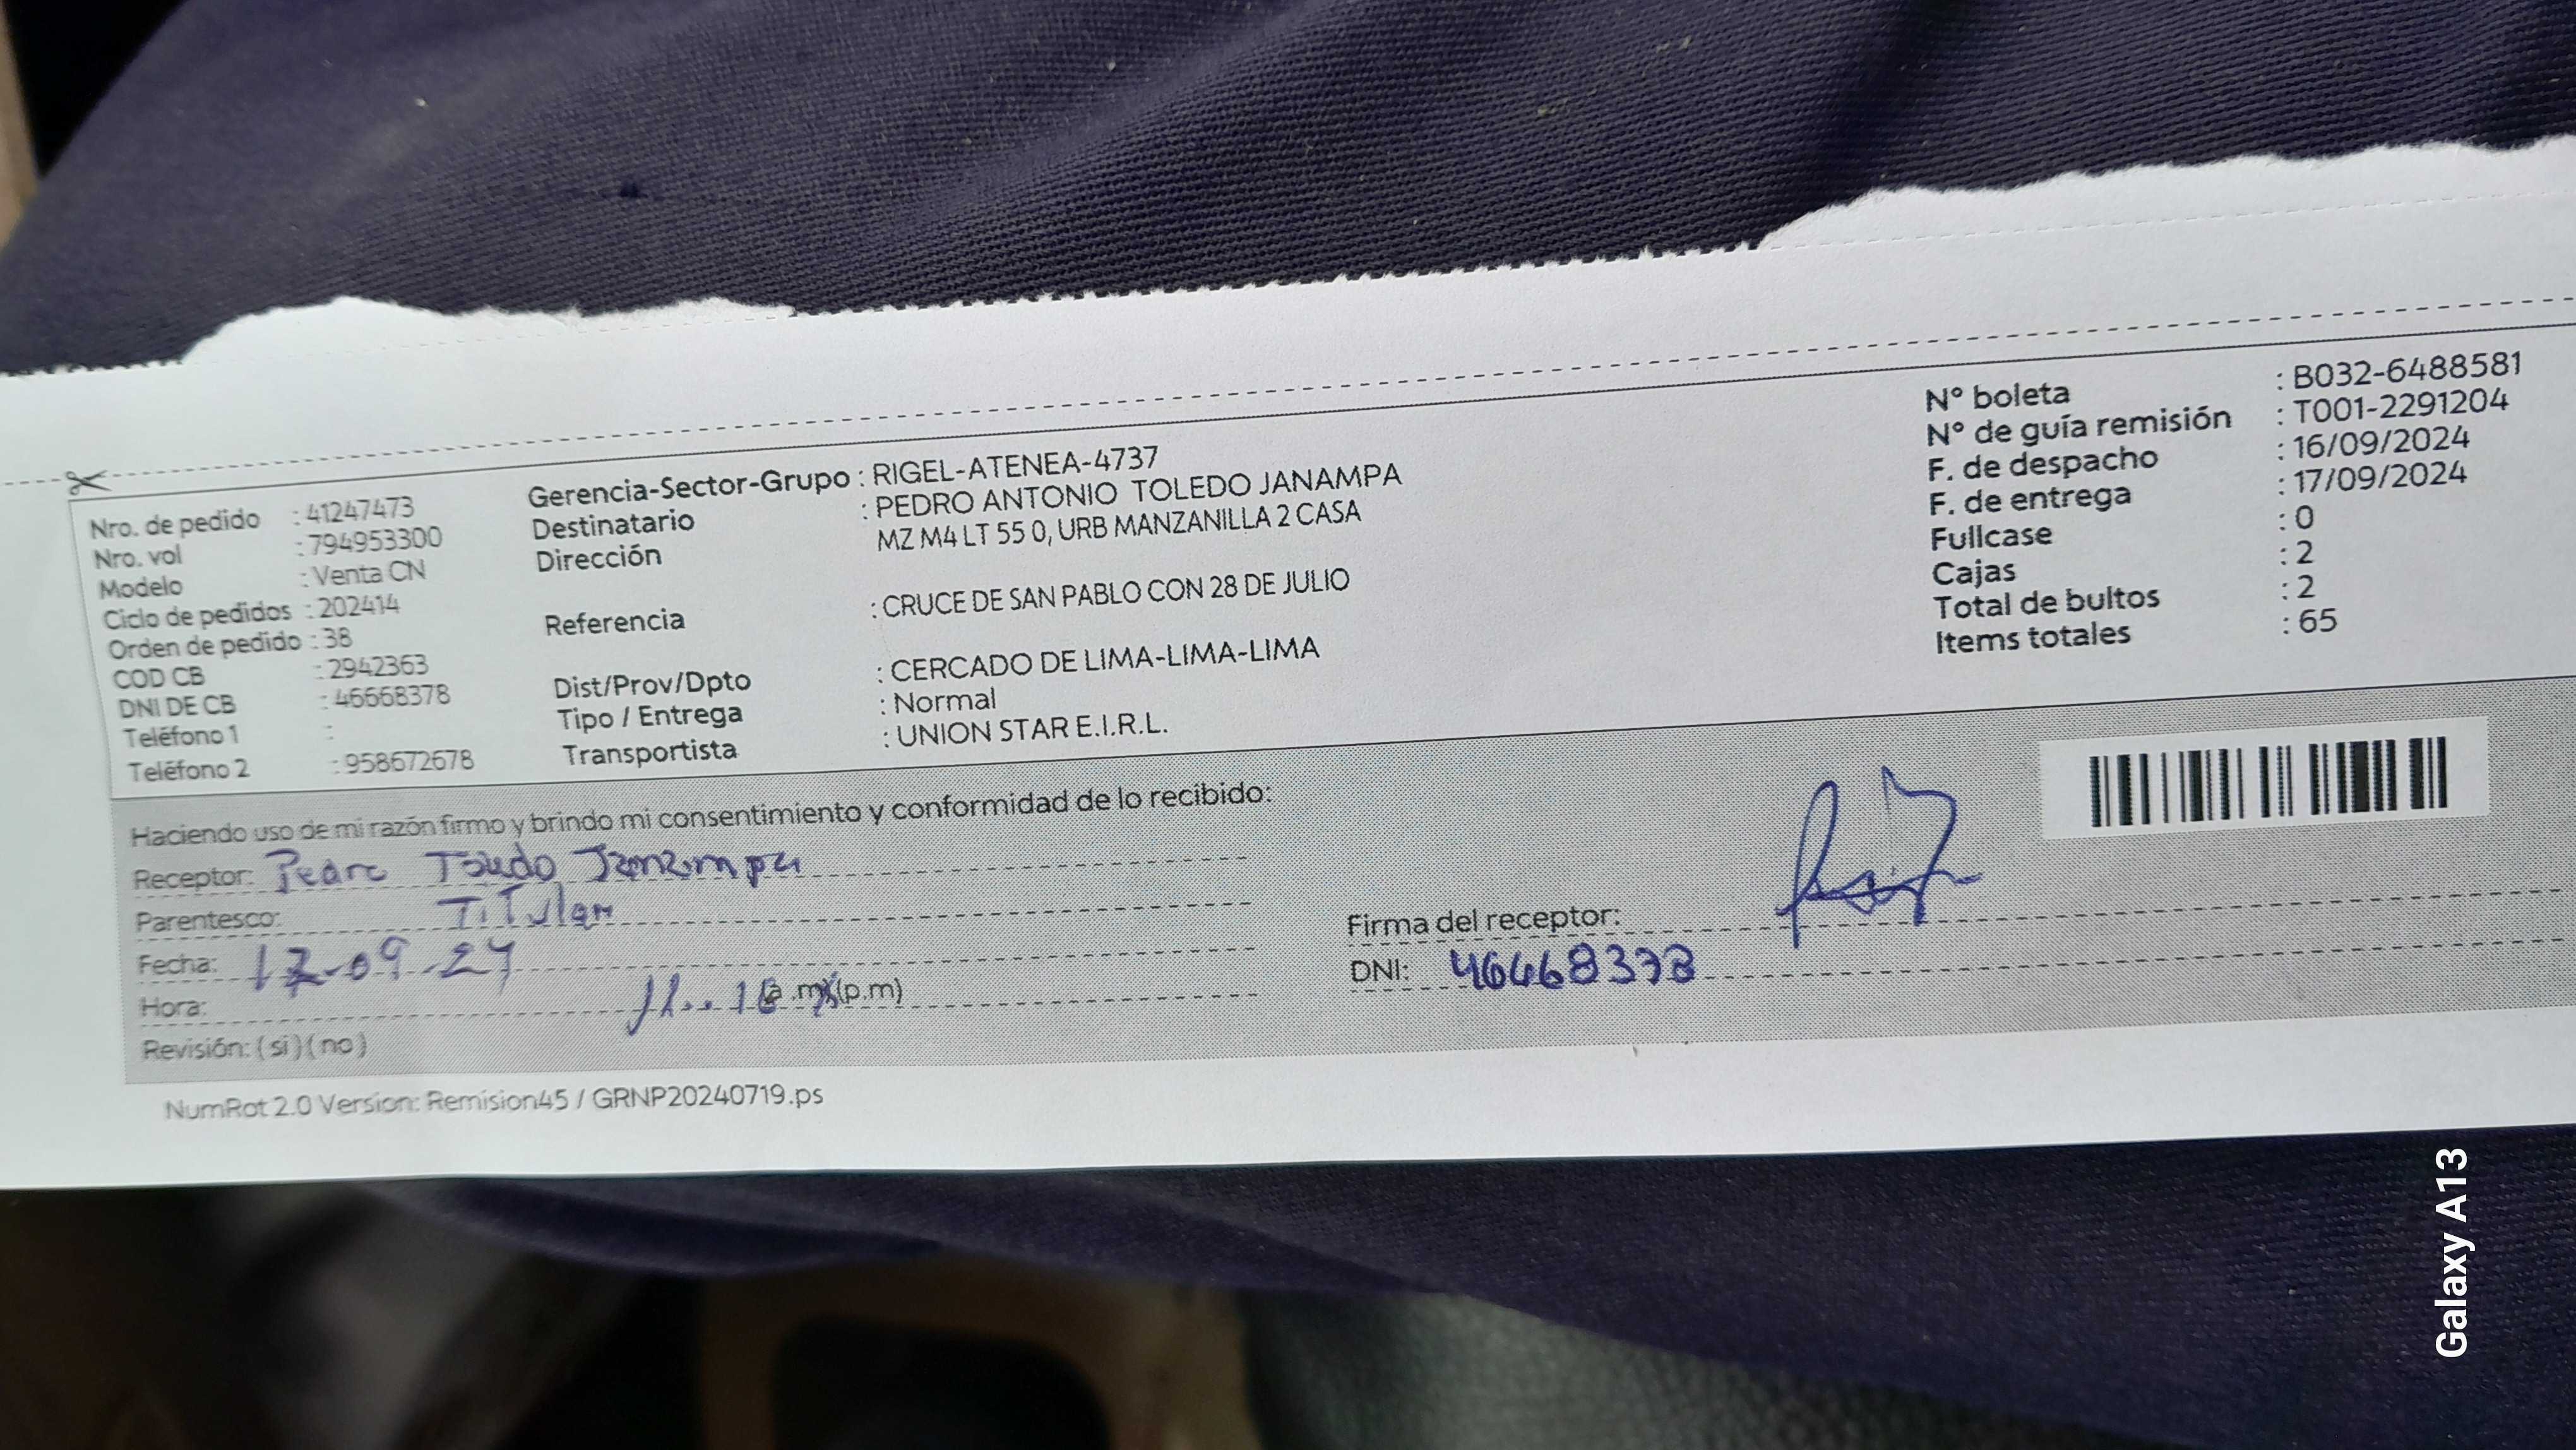 Nro. de pedido : 41247473
Nro. vol : 794953300
Modelo : Venta CN
Ciclo de pedidos : 202414
Orden de pedido : 38
COD CB : 2942363
DNI DE CB : 46668378
Teléfono 1 :
Teléfono 2 : 958672678
Gerencia-Sector-Grupo : RIGEL-ATENEA-4737
Destinatario : PEDRO ANTONIO TOLEDO JANAMPA
Dirección MZ M4 LT 55 0, URB MANZANILLA 2 CASA
Referencia : CRUCE DE SAN PABLO CON 28 DE JULIO
Dist/Prov/Dpto : CERCADO DE LIMA-LIMA-LIMA
Tipo / Entrega : Normal
Transportista : UNION STAR E.I.R.L.
N° boleta : B032-6488581
N° de guía remisión : T001-2291204
F. de despacho : 16/09/2024
F. de entrega : 17/09/2024
Fullcase : 0
Cajas : 2
Total de bultos : 2
Items totales : 65
Haciendo uso de mi razón firmo y brindo mi consentimiento y conformidad de lo recibido:
Receptor: Pedro Toledo Janampa
Parentesco: Titular
Fecha: 17-09-24
Hora: (a.m)(p.m)
Revisión: (si)(no)
Firma del receptor:
DNI:
NumRot 2.0 Version: Remision45 / GRNP20240719.ps
Galaxy A13